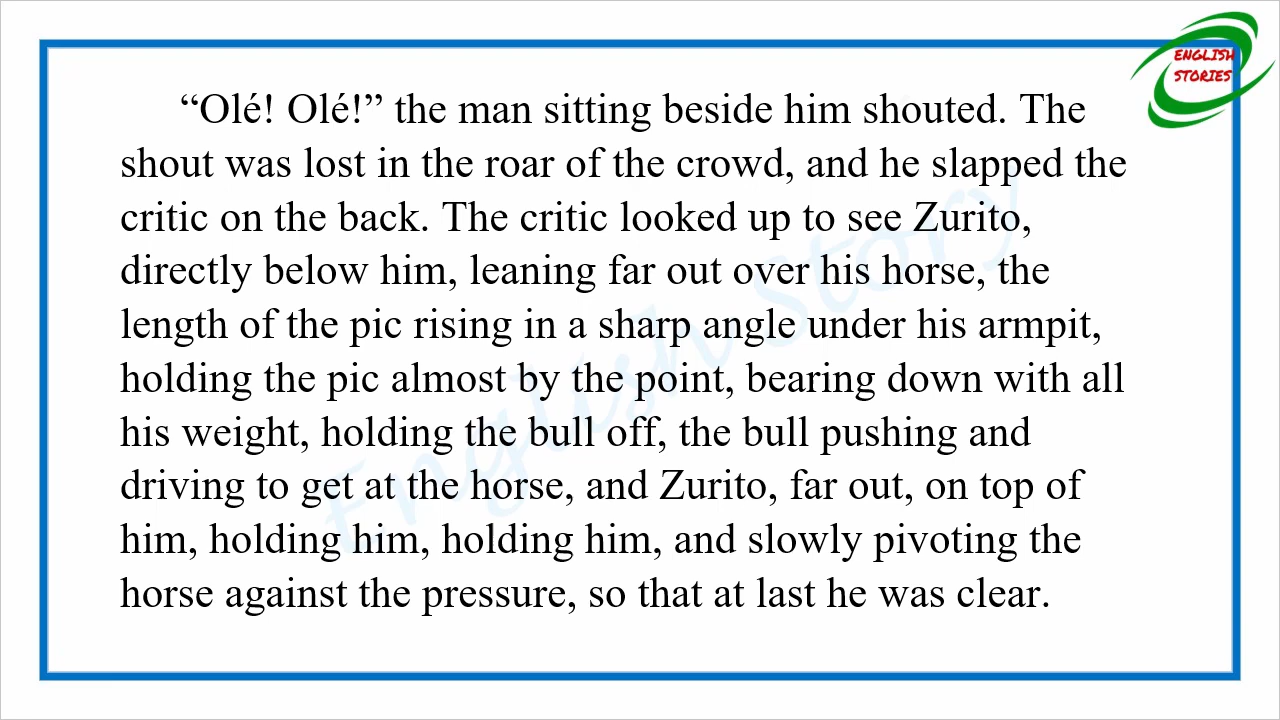 ENGLISH
STORIES
“Olé! Olé!” the man sitting beside him shouted. The
shout was lost in the roar of the crowd, and he slapped the
critic on the back. The critic looked up to see Zurito,
directly below him, leaning far out over his horse, the
length of the pic rising in a sharp angle under his armpit,
holding the pic almost by the point, bearing down with all
his weight, holding the bull off, the bull pushing and
driving to get at the horse, and Zurito, far out, on top of
him, holding him, holding him, and slowly pivoting the
horse against the pressure, so that at last he was clear.
English Story